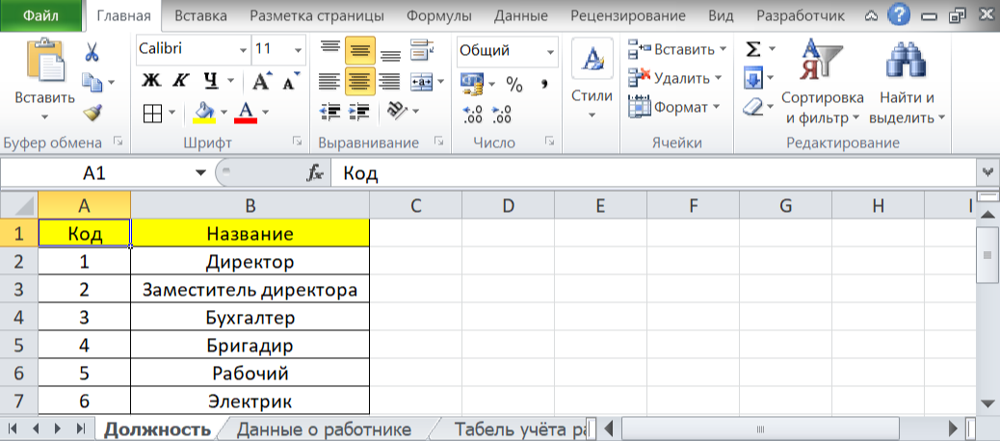 Файл Главная Вставка Разметка страницы Формулы Данные Рецензирование Вид Разработчик
Calibri 11 Общий Вставить Σ
Ж К Ч А А % , Удалить
Вставить Стили Формат Сортировка и фильтр Найти и выделить
Буфер обмена Шрифт Выравнивание Число Ячейки Редактирование
A1 fx Код
A B C D E F G H I
1 Код Название
2 1 Директор
3 2 Заместитель директора
4 3 Бухгалтер
5 4 Бригадир
6 5 Рабочий
7 6 Электрик
Должность Данные о работнике Табель учёта